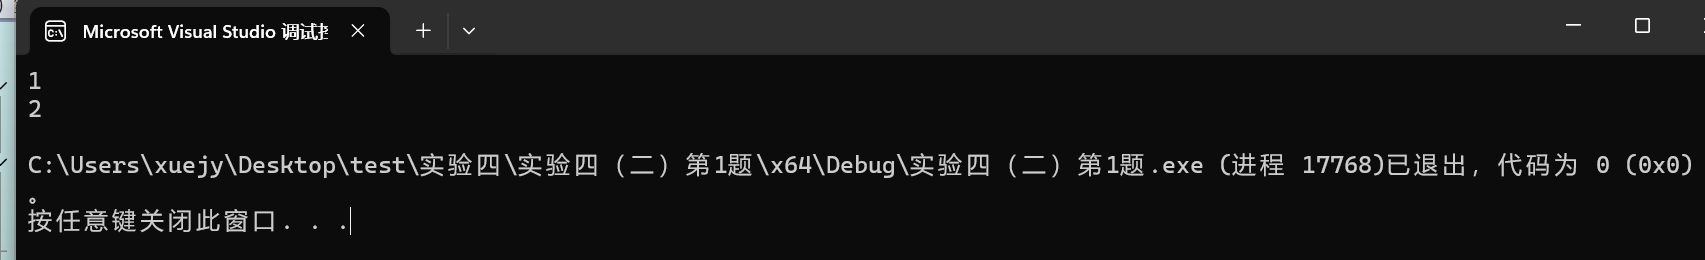 Microsoft Visual Studio 调试
1
2
C:\Users\xuejy\Desktop\test\实验四\实验四（二）第1题\x64\Debug\实验四（二）第1题.exe (进程 17768)已退出，代码为 0 (0x0)
。
按任意键关闭此窗口. . .